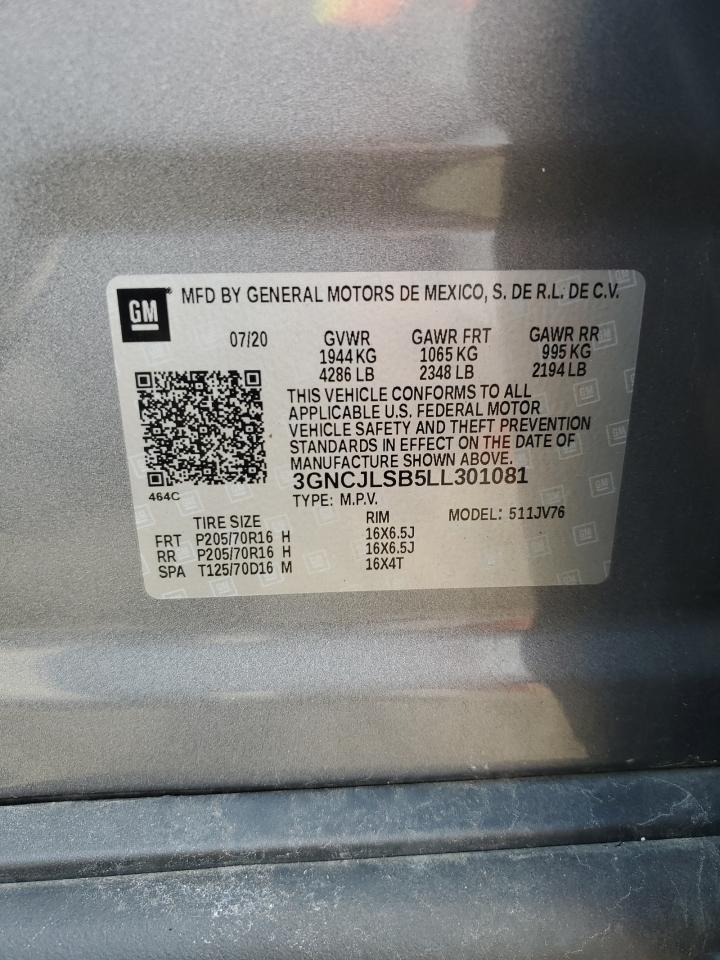 GM MFD BY GENERAL MOTORS DE MEXICO, S. DE R.L. DE C.V.
07/20 GVWR GAWR FRT GAWR RR
1944 KG 1065 KG 995 KG
4286 LB 2348 LB 2194 LB
THIS VEHICLE CONFORMS TO ALL
APPLICABLE U.S. FEDERAL MOTOR
VEHICLE SAFETY AND THEFT PREVENTION
STANDARDS IN EFFECT ON THE DATE OF
MANUFACTURE SHOWN ABOVE.
3GNCJLSB5LL301081
464C TYPE: M.P.V.
TIRE SIZE RIM MODEL: 511JV76
FRT P205/70R16 H 16X6.5J
RR P205/70R16 H 16X6.5J
SPA T125/70D16 M 16X4T